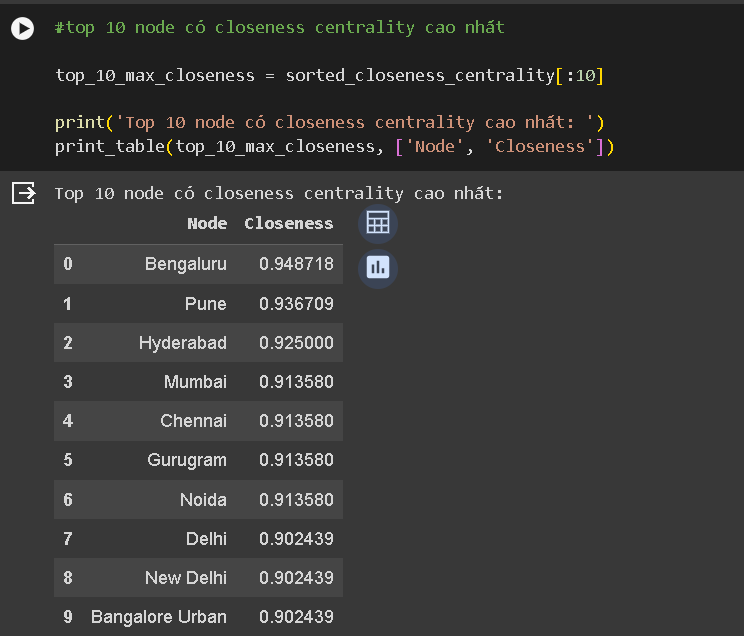 #top 10 node có closeness centrality cao nhất
top_10_max_closeness = sorted_closeness_centrality[:10]
print('Top 10 node có closeness centrality cao nhất: ')
print_table(top_10_max_closeness, ['Node', 'Closeness'])
Top 10 node có closeness centrality cao nhất:
Node Closeness
0 Bengaluru 0.948718
1 Pune 0.936709
2 Hyderabad 0.925000
3 Mumbai 0.913580
4 Chennai 0.913580
5 Gurugram 0.913580
6 Noida 0.913580
7 Delhi 0.902439
8 New Delhi 0.902439
9 Bangalore Urban 0.902439